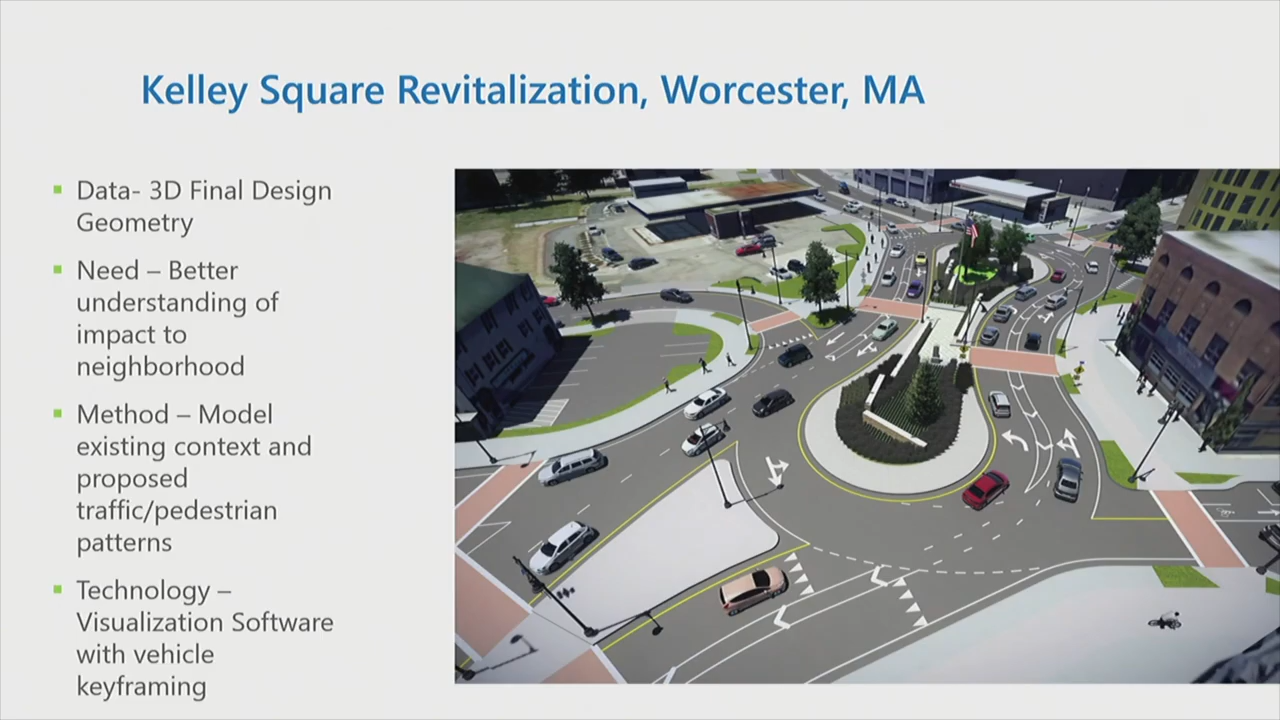 Kelley Square Revitalization, Worcester, MA
Data- 3D Final Design
Geometry
Need – Better
understanding of
impact to
neighborhood
Method – Model
existing context and
proposed
traffic/pedestrian
patterns
Technology –
Visualization Software
with vehicle
keyframing